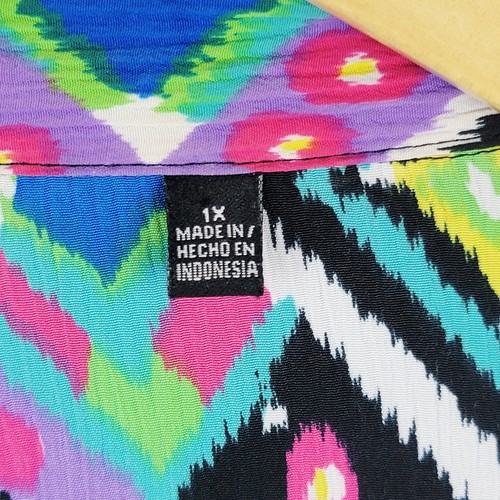 1X
MADE IN/
HECHO EN
INDONESIA